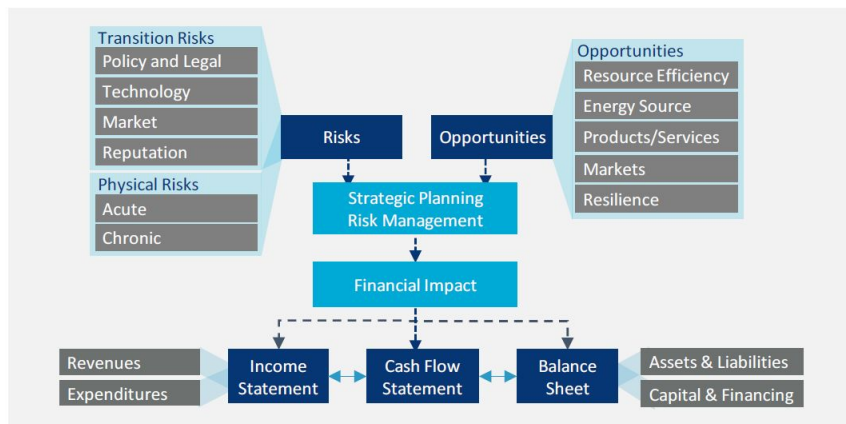 Transition Risks
Policy and Legal
Technology
Market
Reputation
Physical Risks
Acute
Chronic
Risks
Opportunities
Opportunities
Resource Efficiency
Energy Source
Products/Services
Markets
Resilience
Strategic Planning
Risk Management
Financial Impact
Revenues
Expenditures
Income
Statement
Cash Flow
Statement
Balance
Sheet
Assets & Liabilities
Capital & Financing